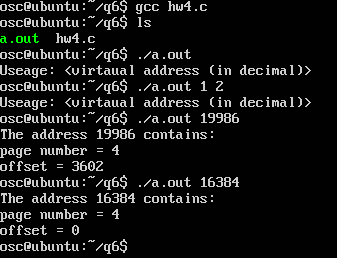 osc@ubuntu:~/q6$ gcc hw4.c
osc@ubuntu:~/q6$ ls
a.out  hw4.c
osc@ubuntu:~/q6$ ./a.out
Useage: <virtaual address (in decimal)>
osc@ubuntu:~/q6$ ./a.out 1 2
Useage: <virtaual address (in decimal)>
osc@ubuntu:~/q6$ ./a.out 19986
The address 19986 contains:
page number = 4
offset = 3602
osc@ubuntu:~/q6$ ./a.out 16384
The address 16384 contains:
page number = 4
offset = 0
osc@ubuntu:~/q6$